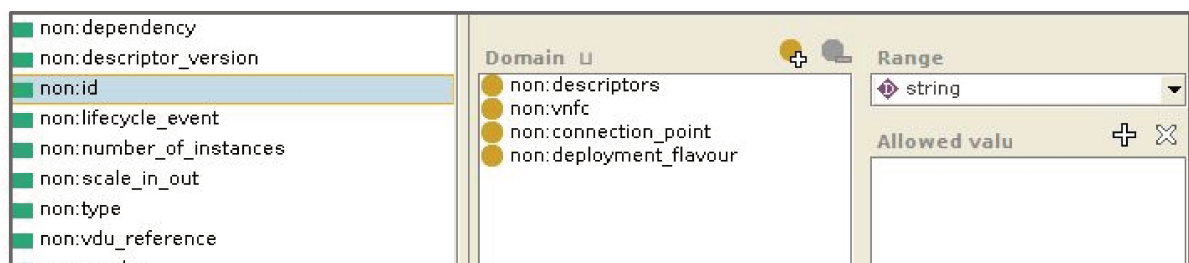 non:dependency
non:descriptor_version
non:id
non:lifecycle_event
non:number_of_instances
non:scale_in_out
non:type
non:vdu_reference
Domain ⊔
non:descriptors
non:vnfc
non:connection_point
non:deployment_flavour
Range
string
Allowed valu